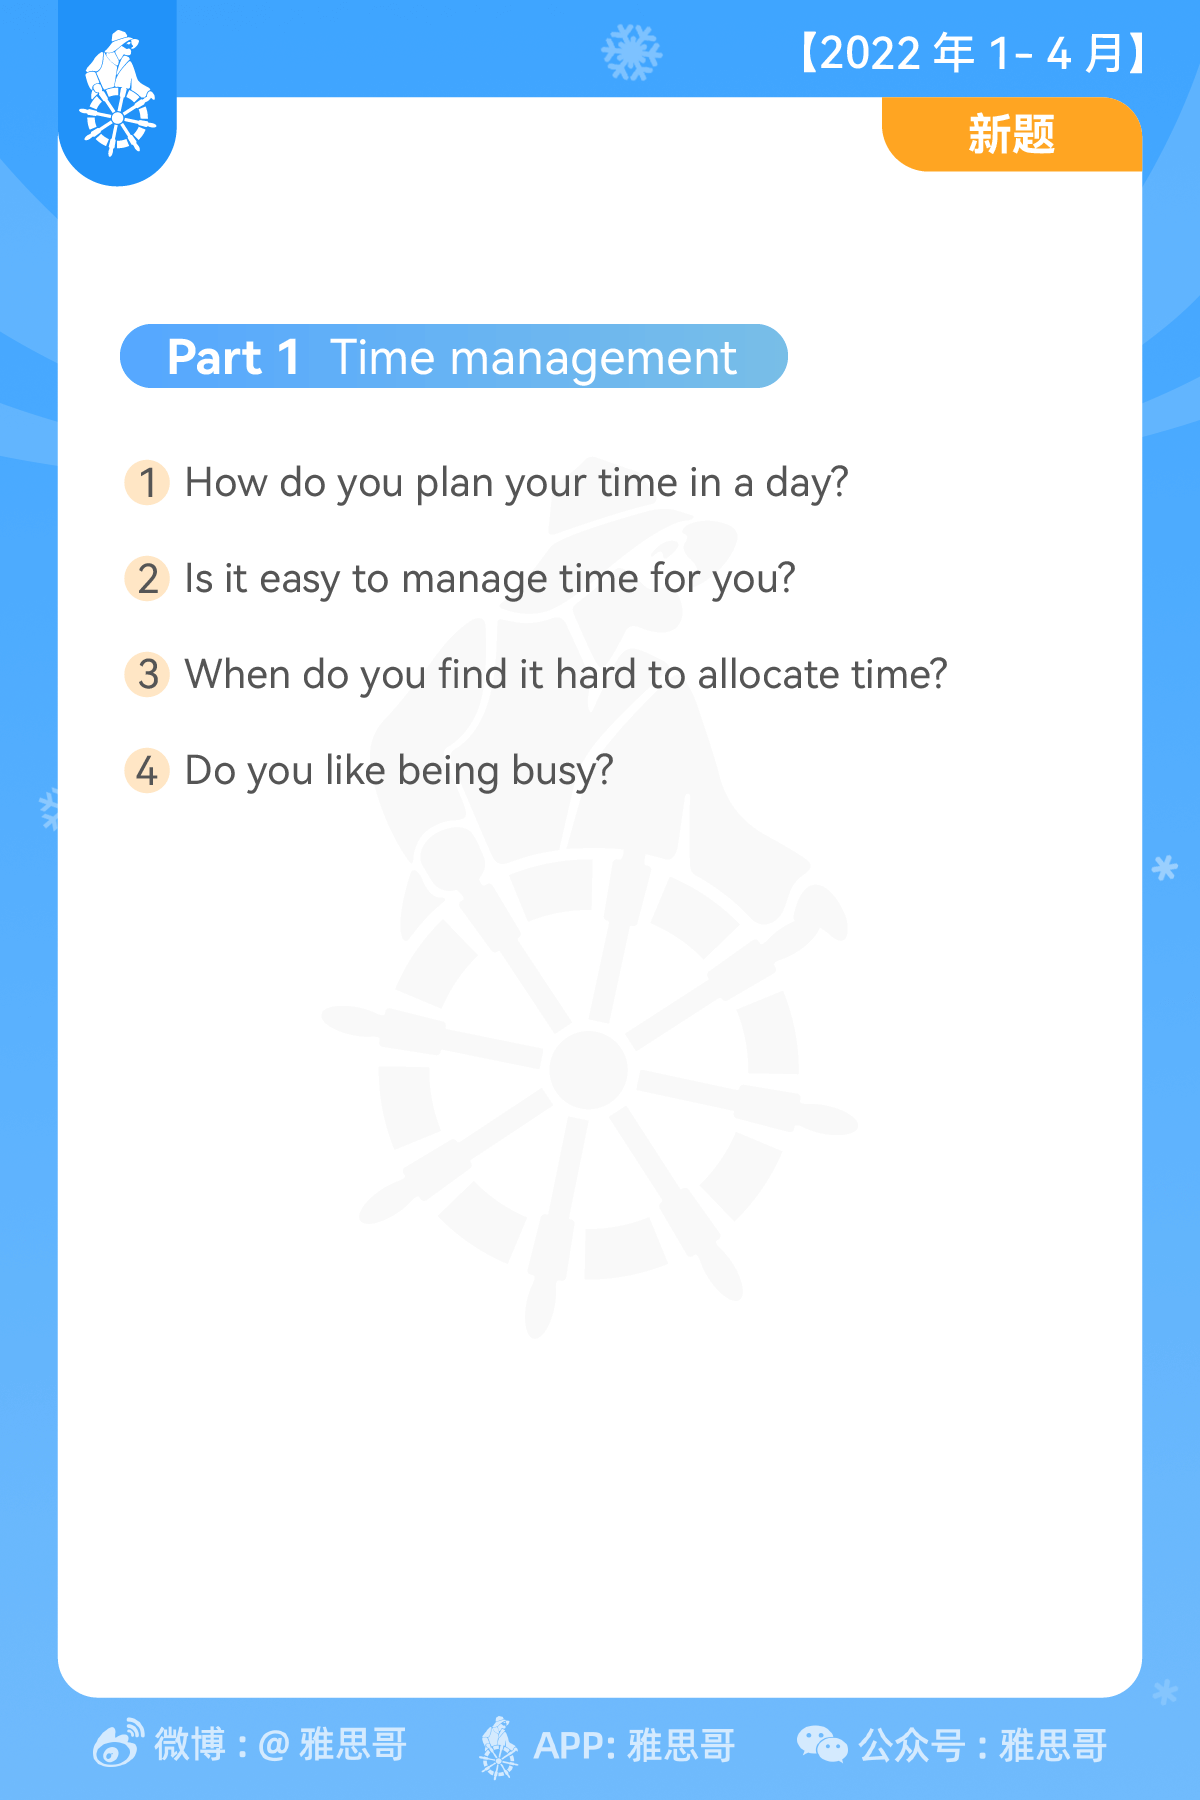 【2022 年 1- 4 月】
新题
Part 1 Time management
1 How do you plan your time in a day?
2 Is it easy to manage time for you?
3 When do you find it hard to allocate time?
4 Do you like being busy?
微博：@ 雅思哥 APP: 雅思哥 公众号：雅思哥